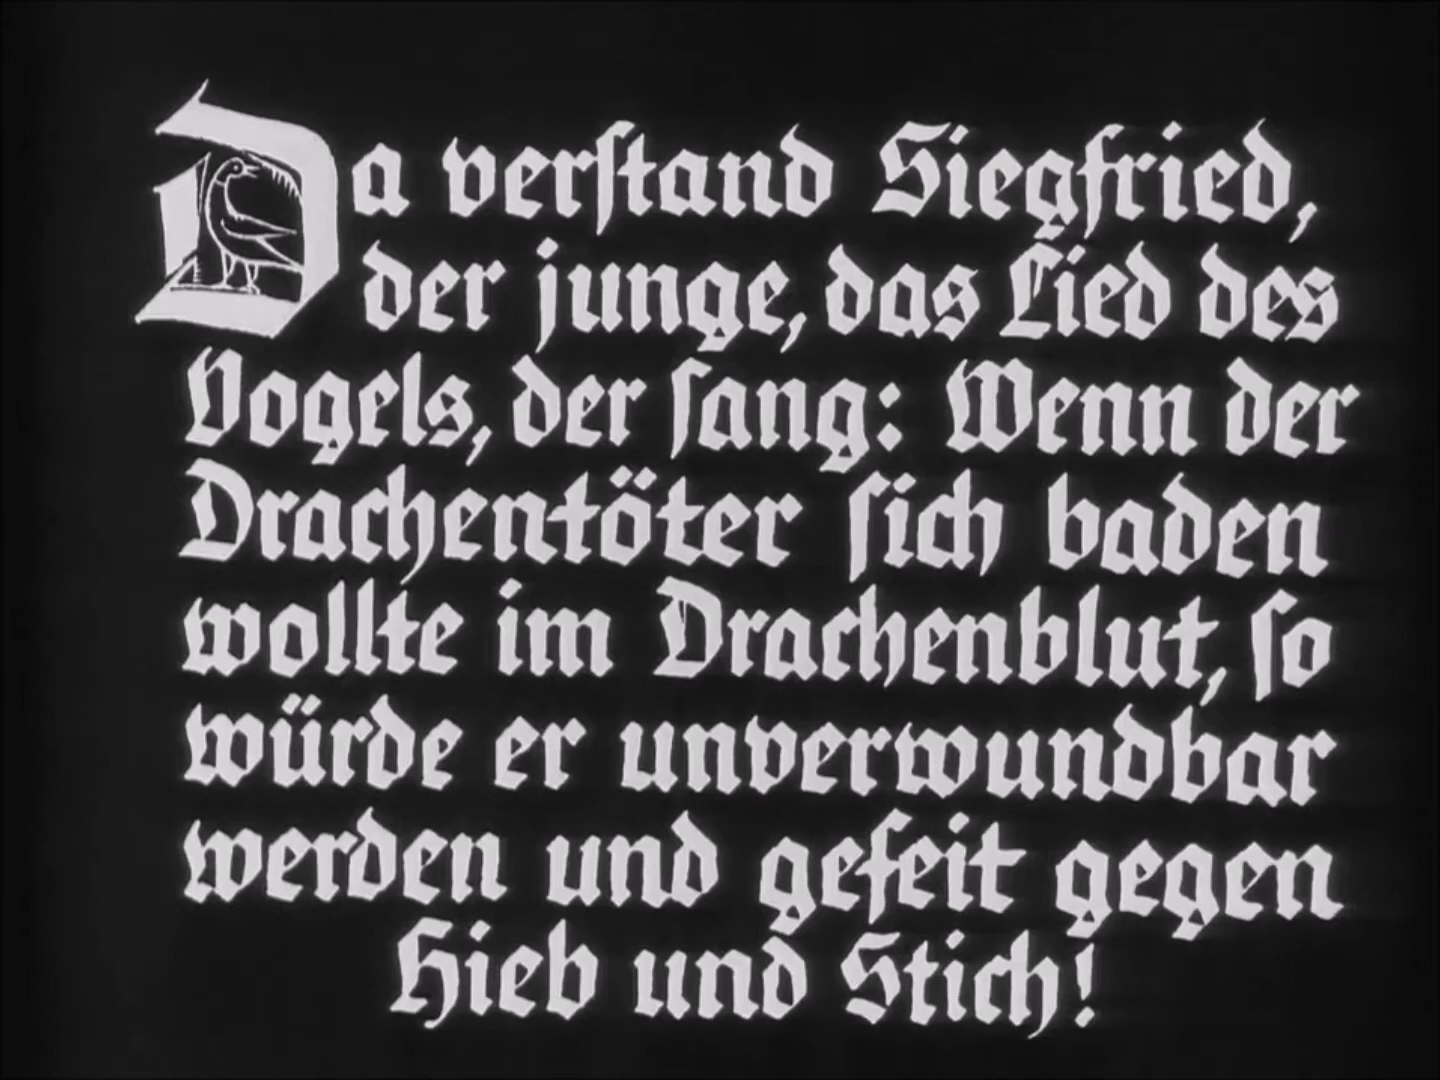 Da verſtand Siegfried,
der junge, das Lied des
Vogels, der ſang: Wenn der
Drachentöter ſich baden
wollte im Drachenblut, ſo
würde er unverwundbar
werden und gefeit gegen
Hieb und Stich!